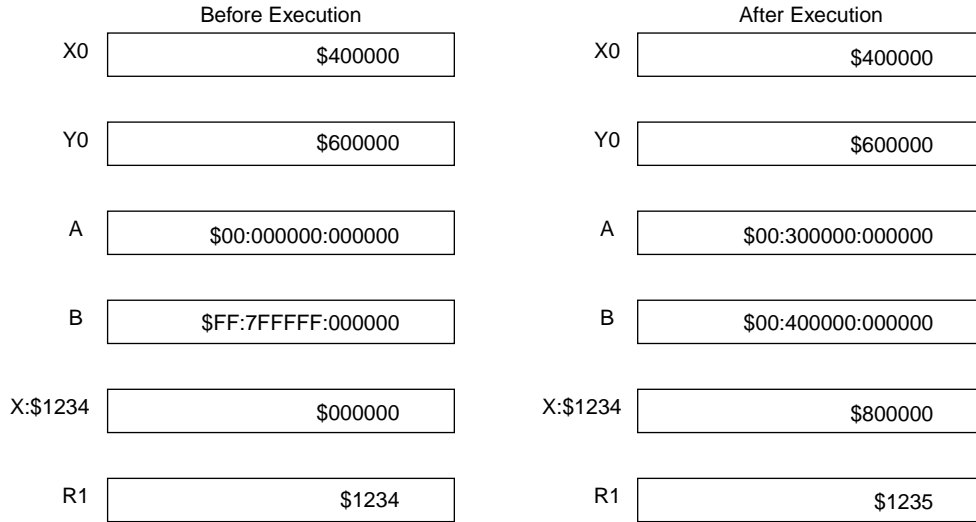 Before Execution After Execution
X0 $400000 X0 $400000
Y0 $600000 Y0 $600000
A $00:000000:000000 A $00:300000:000000
B $FF:7FFFFF:000000 B $00:400000:000000
X:$1234 $000000 X:$1234 $800000
R1 $1234 R1 $1235